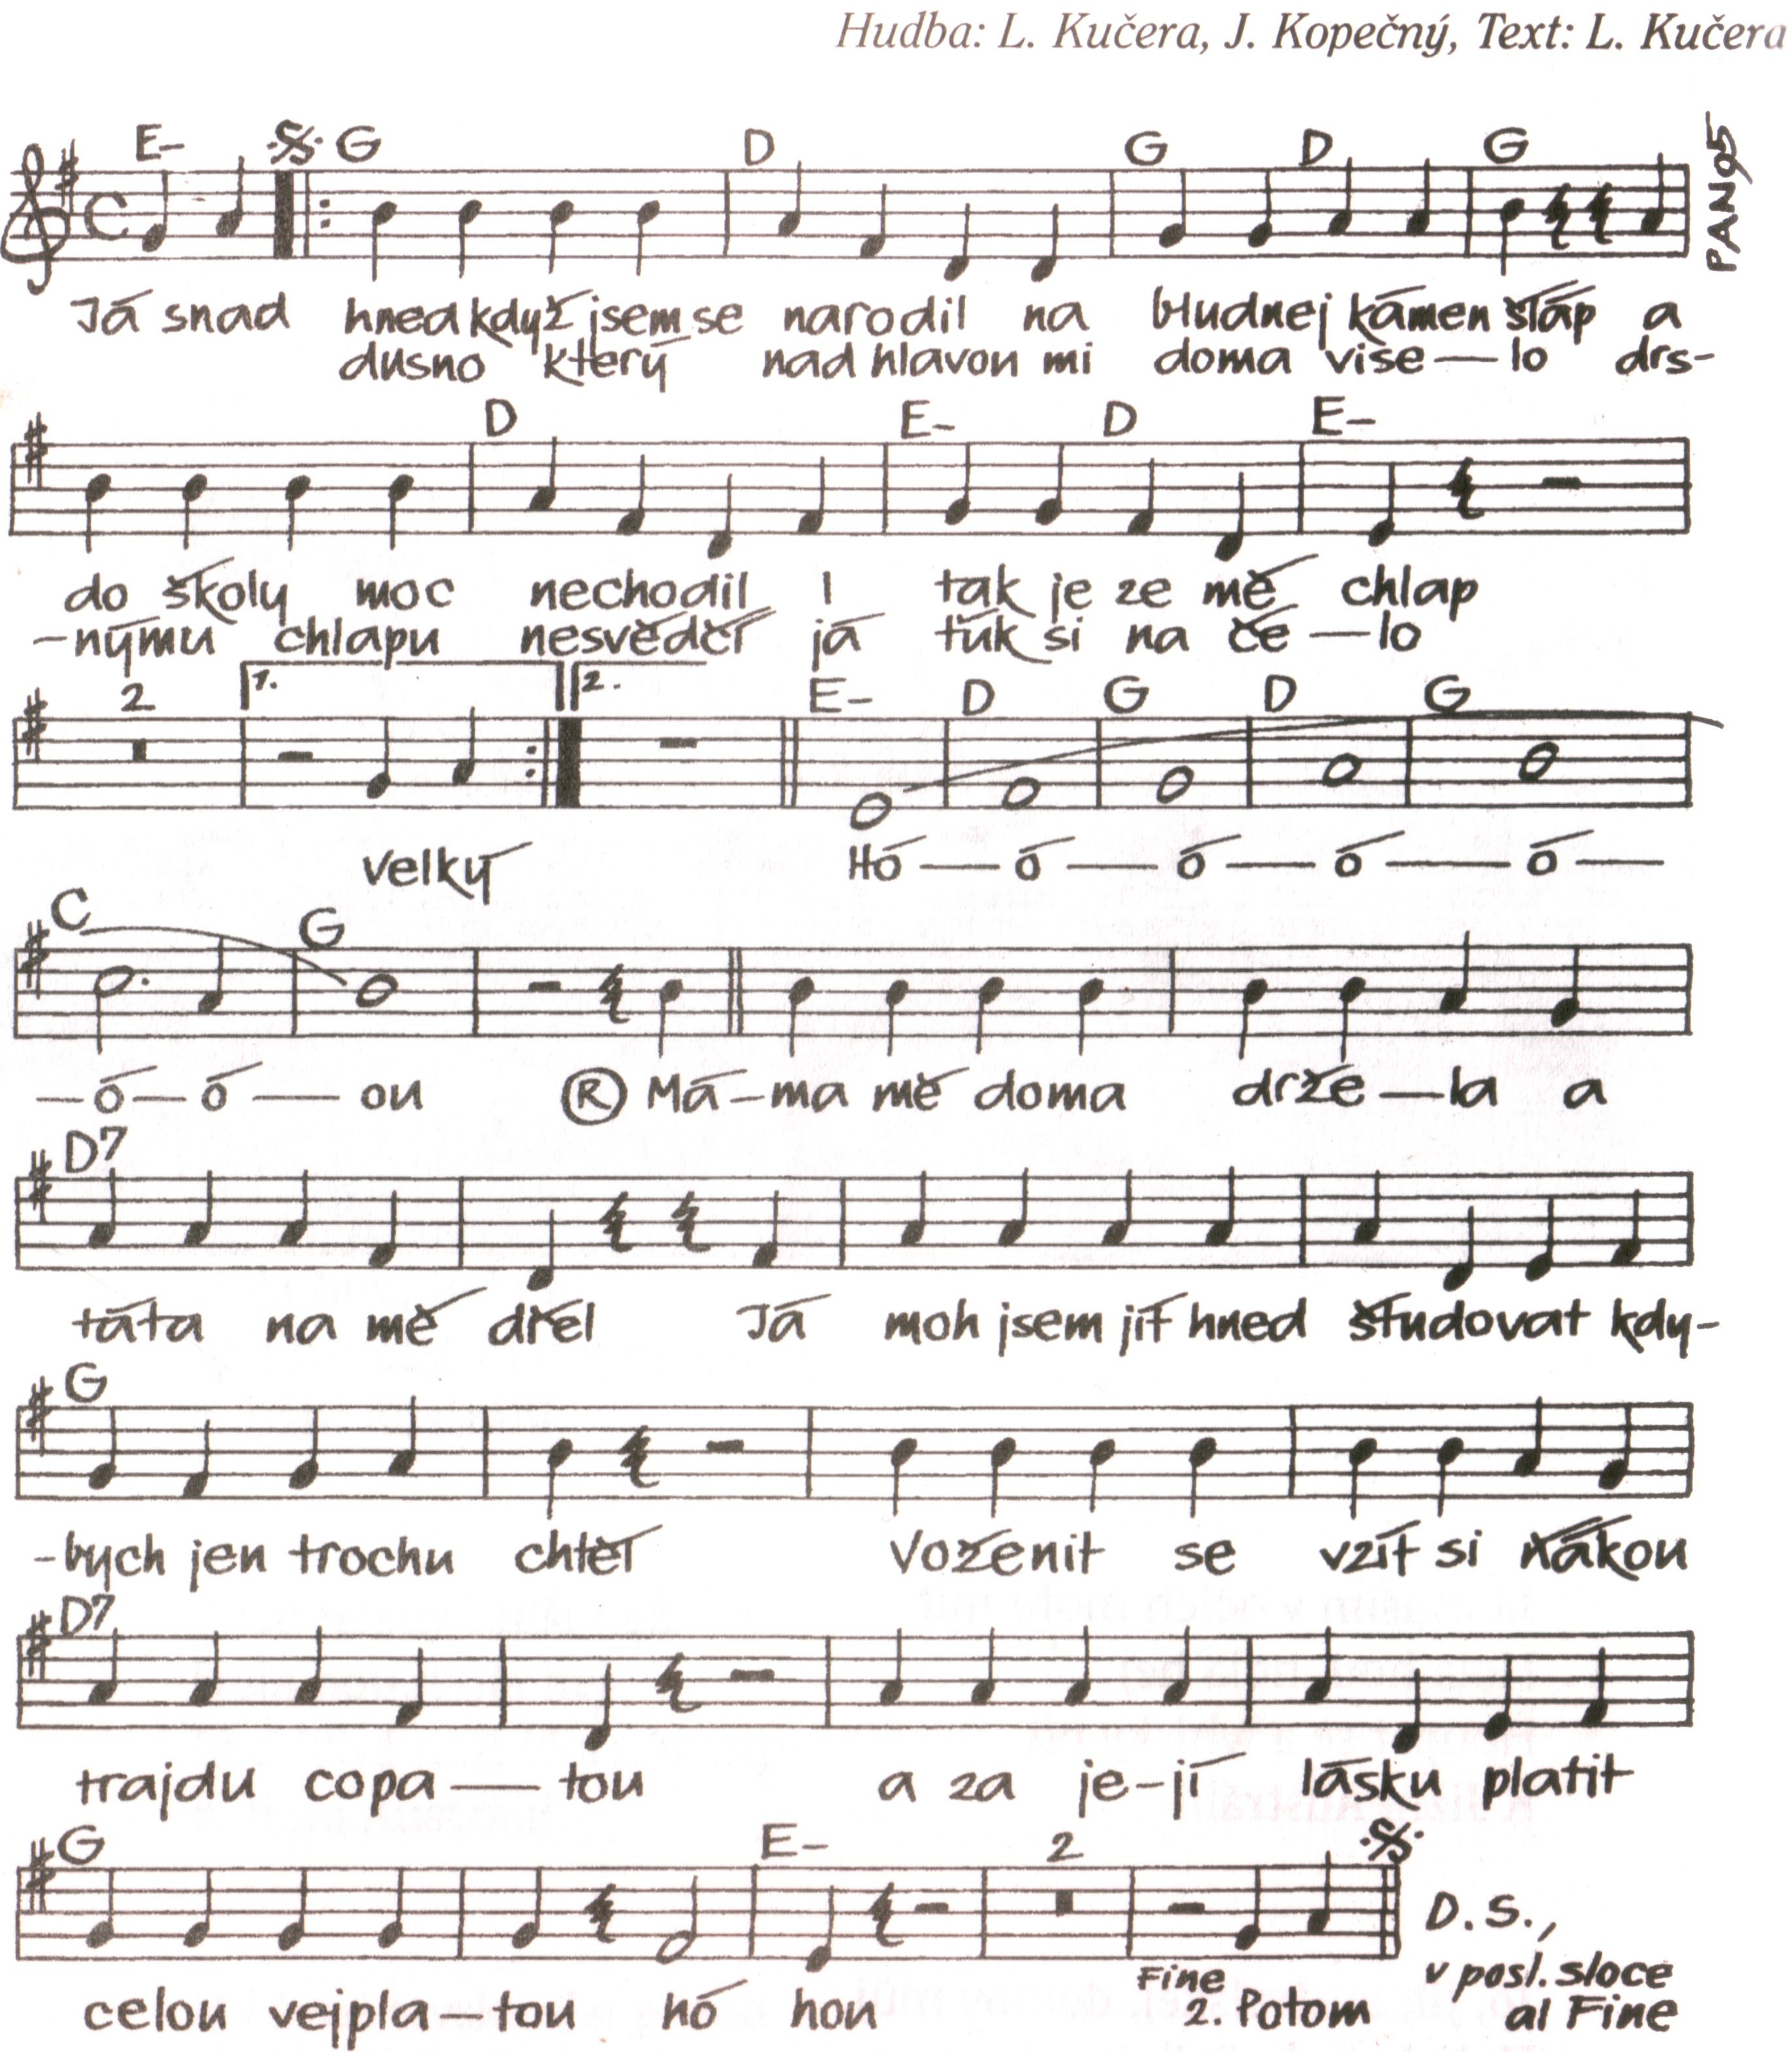 Hudba: L. Kučera, J. Kopečný, Text: L. Kučera
E– G D G D G
PAN95
Já snad hned když jsem se narodil na bludnej kámen šláp a
dusno který nad hlavou mi doma vise—lo drs-
D E– D E–
do školy moc nechodil I tak je ze mě chlap
-nýmu chlapu nesvědčí já ťuk si na če—lo
2 1. 2. E– D G D G
velký Hó—ó—ó—ó—ó—
C G
—ó—ó—ou Ⓡ Má–ma mě doma drže—la a
D7
táta na mě dřel Já moh jsem jít hned študovat kdy-
G
-bych jen trochu chtěl Voženit se vzít si ňákou
D7
trajdu copa—tou a za je-jí lásku platit
G E– 2
D.S.,
celou vejpla—tou hó hou Fine 2. Potom v posl. sloce al Fine